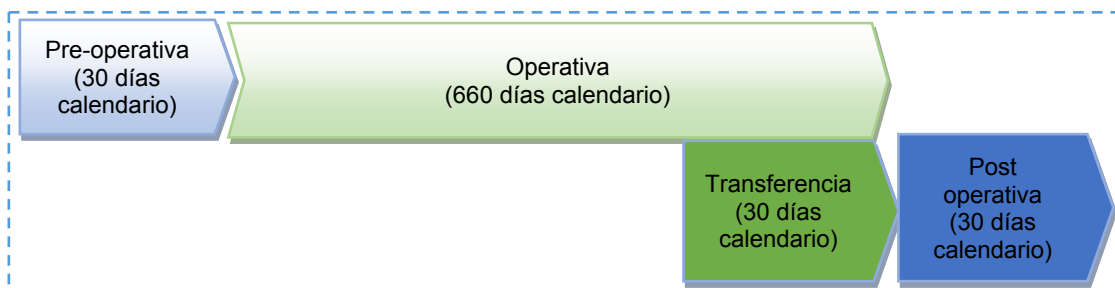 Pre-operativa
(30 días
calendario)
Operativa
(660 días calendario)
Transferencia
(30 días
calendario)
Post
operativa
(30 días
calendario)